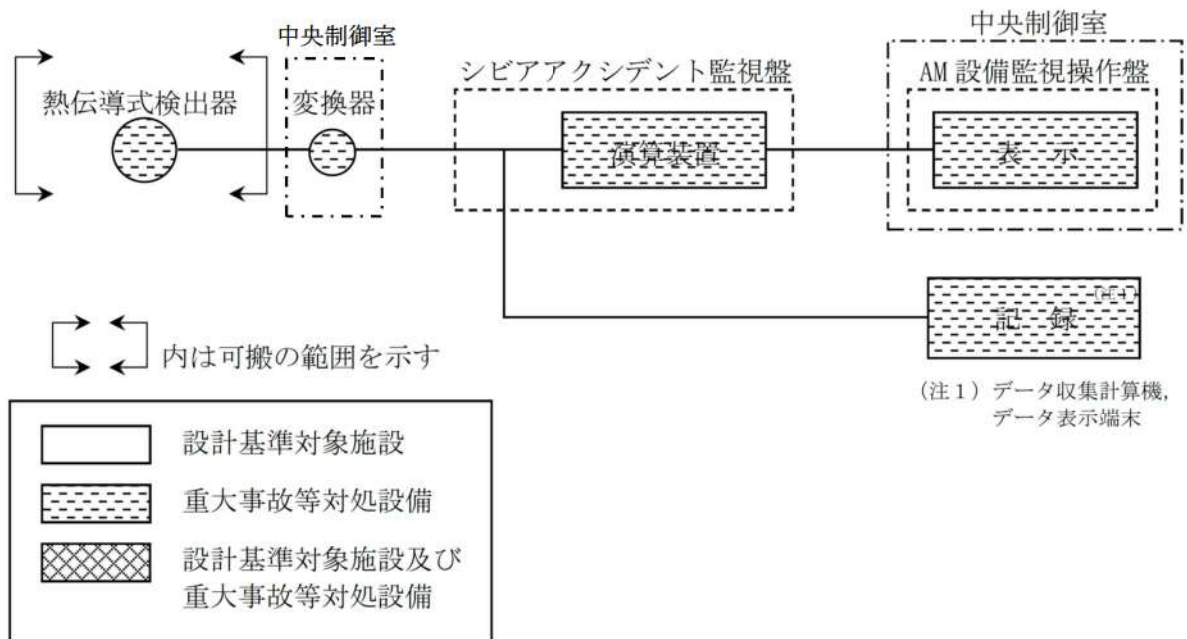 中央制御室
中央制御室
シビアアクシデント監視盤
AM 設備監視操作盤
熱伝導式検出器
変換器
演算装置
表 示
(注1)
記 録
内は可搬の範囲を示す
(注1)データ収集計算機,
データ表示端末
設計基準対象施設
重大事故等対処設備
設計基準対象施設及び
重大事故等対処設備